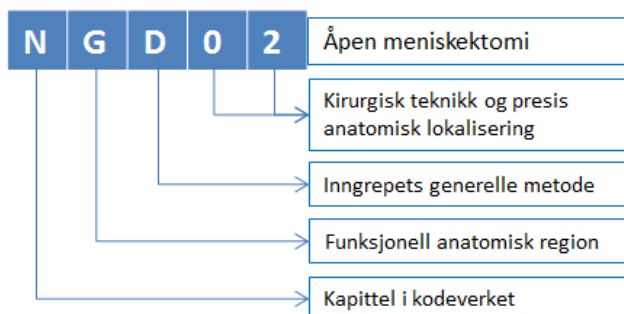 N G D 0 2 Åpen meniskektomi
Kirurgisk teknikk og presis
anatomisk lokalisering
Inngrepets generelle metode
Funksjonell anatomisk region
Kapittel i kodeverket